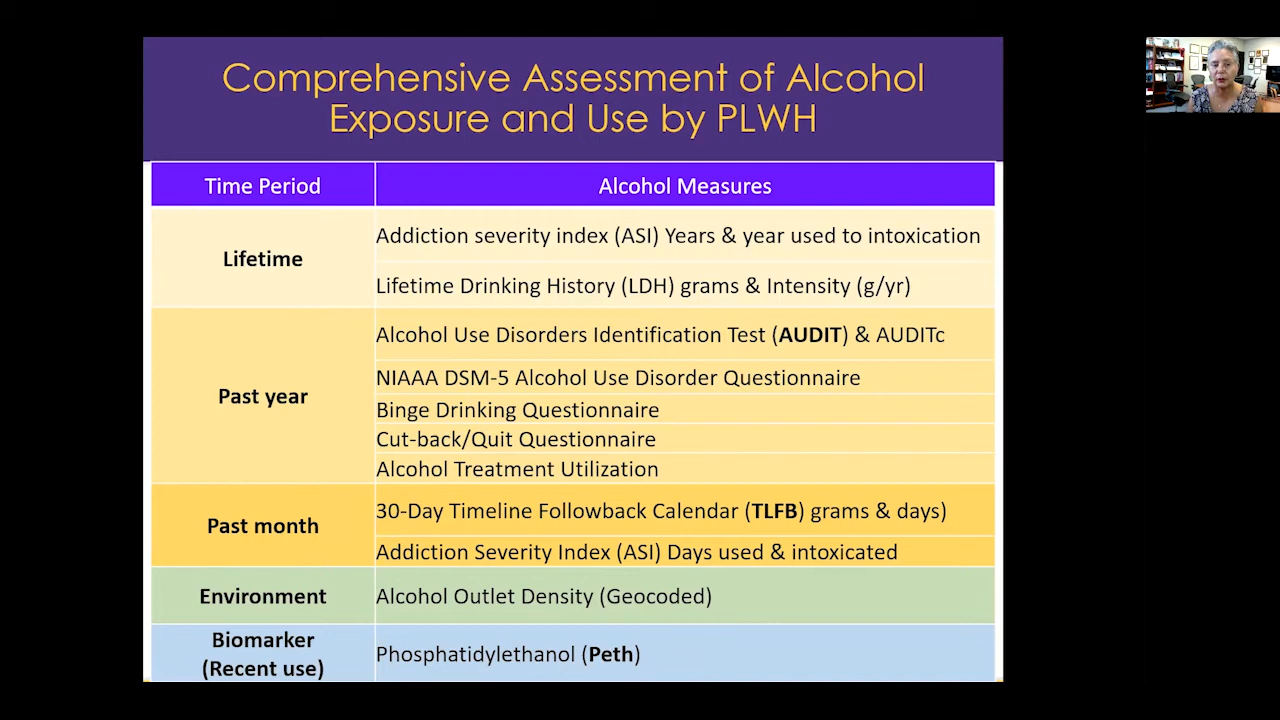 Comprehensive Assessment of Alcohol
Exposure and Use by PLWH
Time Period
Alcohol Measures
Lifetime
Addiction severity index (ASI) Years & year used to intoxication
Lifetime Drinking History (LDH) grams & Intensity (g/yr)
Past year
Alcohol Use Disorders Identification Test (AUDIT) & AUDITc
NIAAA DSM-5 Alcohol Use Disorder Questionnaire
Binge Drinking Questionnaire
Cut-back/Quit Questionnaire
Alcohol Treatment Utilization
Past month
30-Day Timeline Followback Calendar (TLFB) grams & days)
Addiction Severity Index (ASI) Days used & intoxicated
Environment
Alcohol Outlet Density (Geocoded)
Biomarker
(Recent use)
Phosphatidylethanol (Peth)